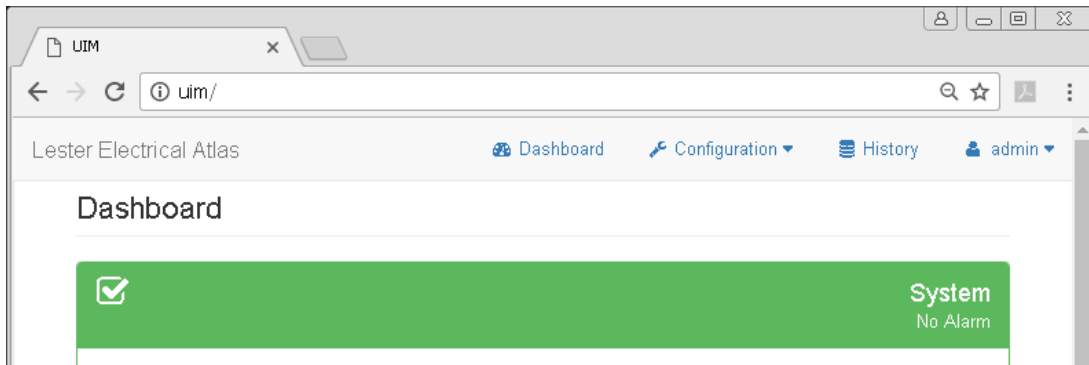 UIM
uim/
Lester Electrical Atlas Dashboard Configuration History admin
Dashboard
System
No Alarm